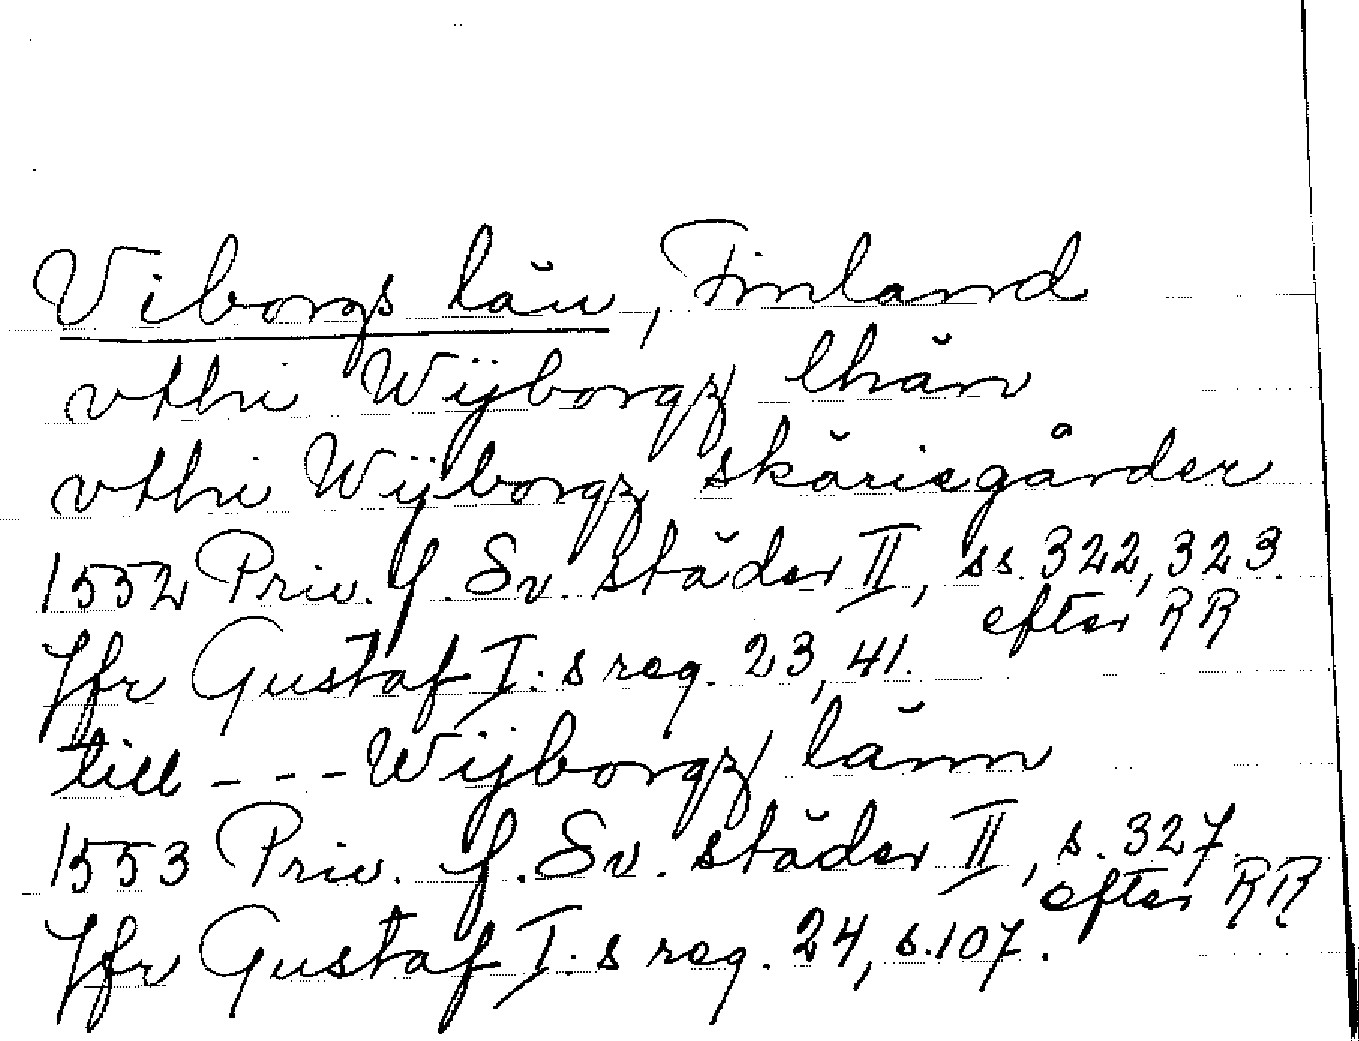 Viborgs län, Finland
vthi Wijborgz lhän
vthi Wijborgz skärisgårder
1552 Priv. f. Sv. städer II, ss. 322, 323.
efter RR
Jfr Gustaf I:s reg. 23, 41.
till - - - Wijborgz länn
1553 Priv. f. Sv. städer II, s. 327.
efter RR
Jfr Gustaf I:s reg. 24, s. 107.